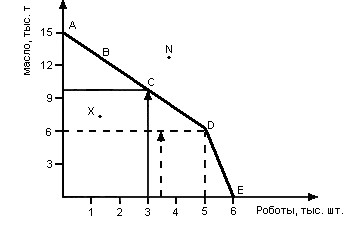 масло, тыс. т
15
12
9
6
3
A
B
N
C
X
D
E
1 2 3 4 5 6
Роботы, тыс. шт.